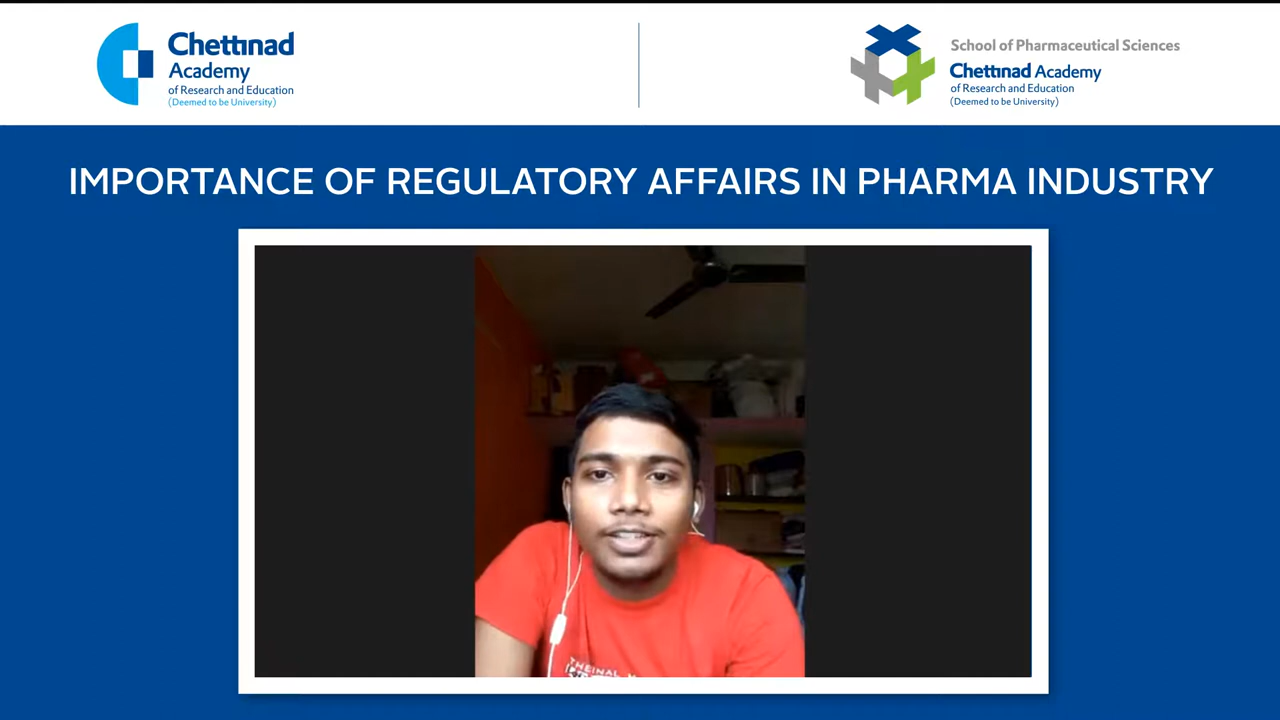 Chettinad
Academy
of Research and Education
(Deemed to be University)
School of Pharmaceutical Sciences
Chettinad Academy
of Research and Education
(Deemed to be University)
IMPORTANCE OF REGULATORY AFFAIRS IN PHARMA INDUSTRY